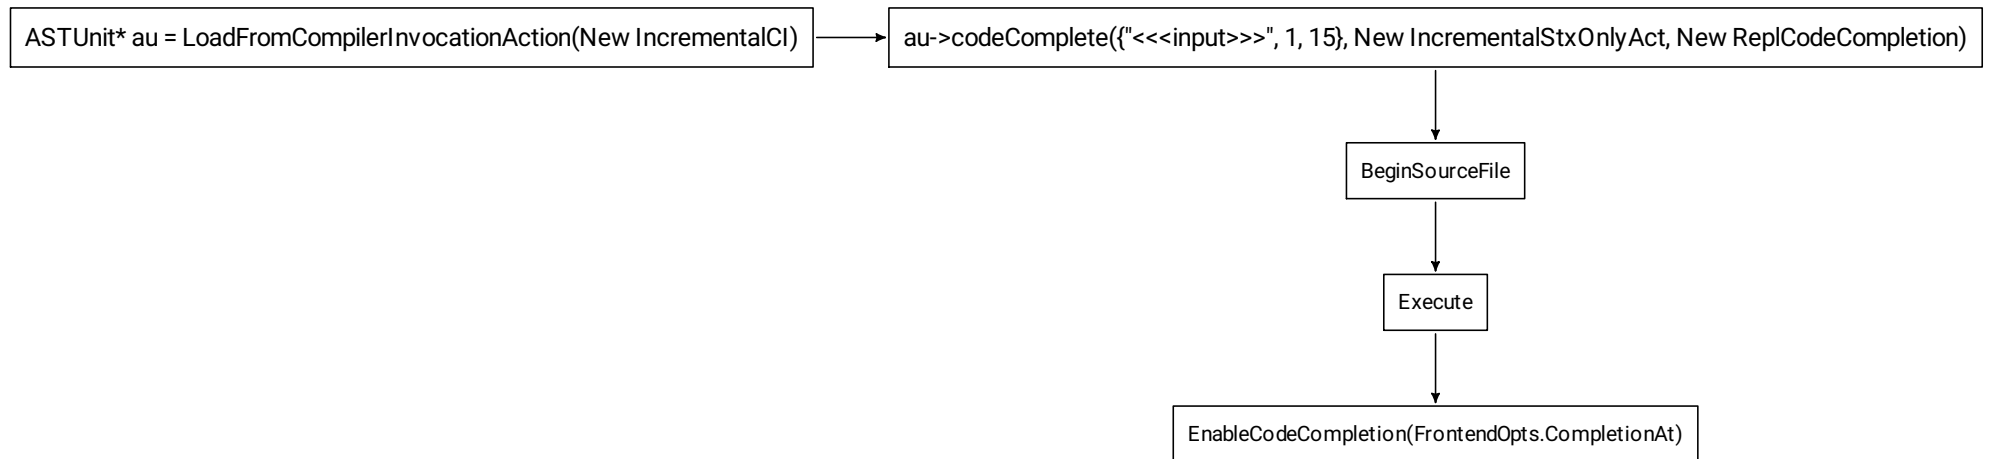 ASTUnit* au = LoadFromCompilerInvocationAction(New IncrementalCI)
au->codeComplete({"<<<input>>>", 1, 15}, New IncrementalStxOnlyAct, New ReplCodeCompletion)
BeginSourceFile
Execute
EnableCodeCompletion(FrontendOpts.CompletionAt)